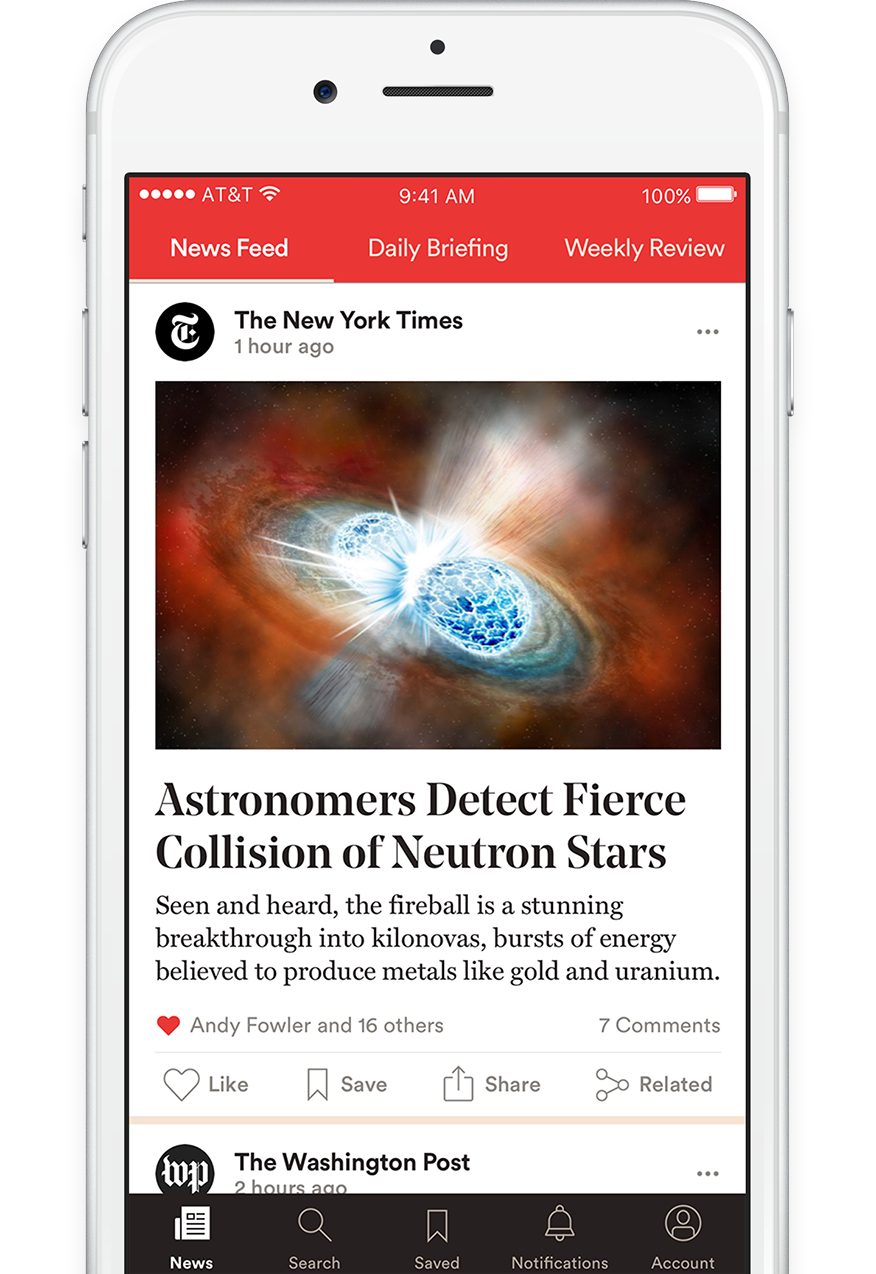 AT&T 9:41 AM 100%
News Feed Daily Briefing Weekly Review
The New York Times
1 hour ago
Astronomers Detect Fierce
Collision of Neutron Stars
Seen and heard, the fireball is a stunning
breakthrough into kilonovas, bursts of energy
believed to produce metals like gold and uranium.
Andy Fowler and 16 others 7 Comments
Like Save Share Related
wp The Washington Post
2 hours ago
News Search Saved Notifications Account